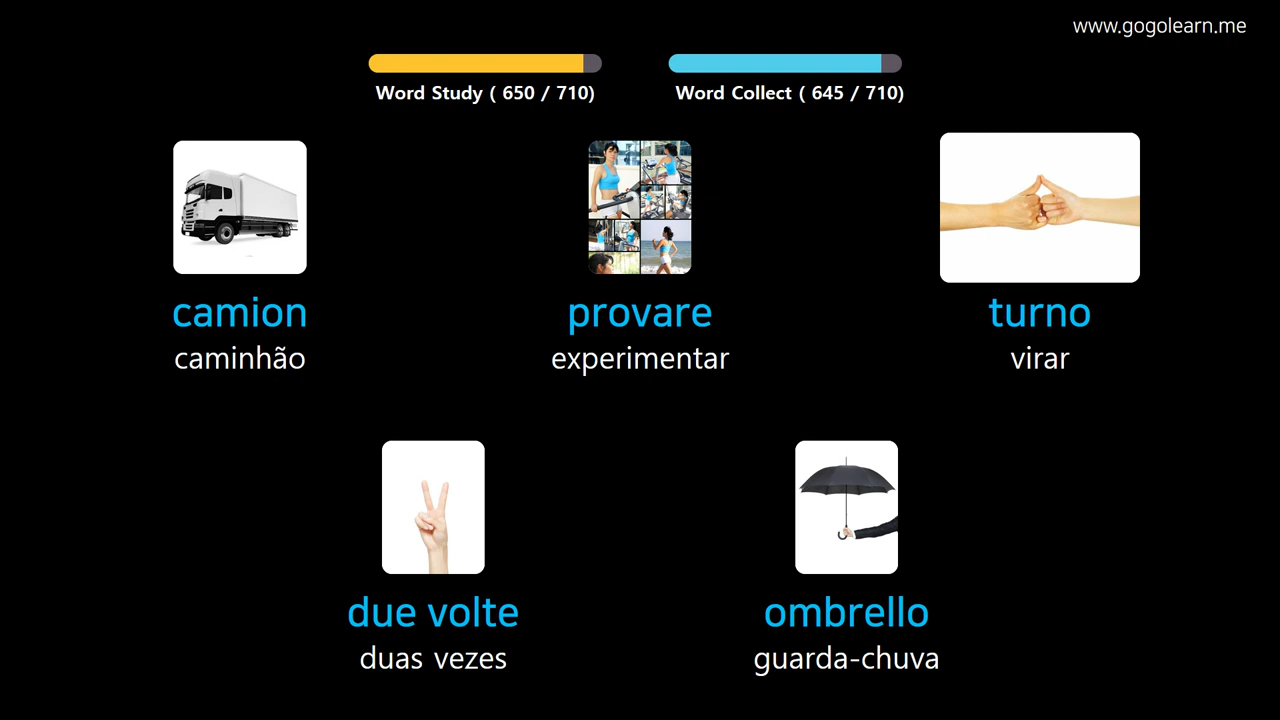 www.gogolearn.me
Word Study ( 650 / 710)
Word Collect ( 645 / 710)
camion
caminhão
provare
experimentar
turno
virar
due volte
duas vezes
ombrello
guarda-chuva